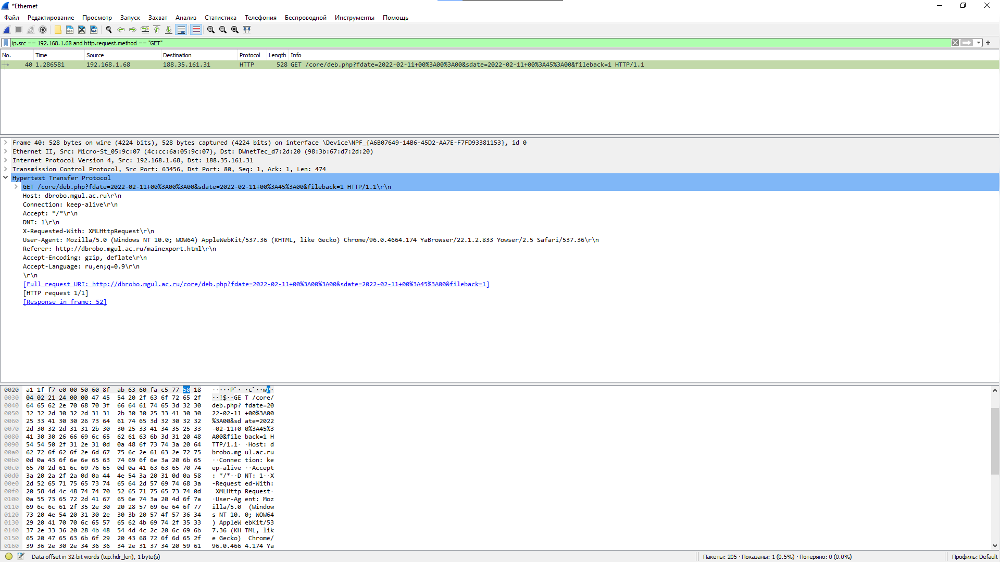 *Ethernet
Файл Редактирование Просмотр Запуск Захват Анализ Статистика Телефония Беспроводной Инструменты Помощь
ip.src == 192.168.1.68 and http.request.method == "GET"
No. Time Source Destination Protocol Length Info
40 1.286581 192.168.1.68 188.35.161.31 HTTP 528 GET /core/deb.php?fdate=2022-02-11+00%3A00%3A00&sdate=2022-02-11+00%3A45%3A00&fileback=1 HTTP/1.1
Frame 40: 528 bytes on wire (4224 bits), 528 bytes captured (4224 bits) on interface \Device\NPF_{A6B07649-14B6-45D2-AA7E-F7FD93381153}, id 0
Ethernet II, Src: Micro-St_05:9c:07 (4c:cc:6a:05:9c:07), Dst: DWnetTec_d7:2d:20 (98:3b:67:d7:2d:20)
Internet Protocol Version 4, Src: 192.168.1.68, Dst: 188.35.161.31
Transmission Control Protocol, Src Port: 63456, Dst Port: 80, Seq: 1, Ack: 1, Len: 474
Hypertext Transfer Protocol
GET /core/deb.php?fdate=2022-02-11+00%3A00%3A00&sdate=2022-02-11+00%3A45%3A00&fileback=1 HTTP/1.1\r\n
Host: dbrobo.mgul.ac.ru\r\n
Connection: keep-alive\r\n
Accept: */*\r\n
DNT: 1\r\n
X-Requested-With: XMLHttpRequest\r\n
User-Agent: Mozilla/5.0 (Windows NT 10.0; WOW64) AppleWebKit/537.36 (KHTML, like Gecko) Chrome/96.0.4664.174 YaBrowser/22.1.2.833 Yowser/2.5 Safari/537.36\r\n
Referer: http://dbrobo.mgul.ac.ru/mainexport.html\r\n
Accept-Encoding: gzip, deflate\r\n
Accept-Language: ru,en;q=0.9\r\n
\r\n
[Full request URI: http://dbrobo.mgul.ac.ru/core/deb.php?fdate=2022-02-11+00%3A00%3A00&sdate=2022-02-11+00%3A45%3A00&fileback=1]
[HTTP request 1/1]
[Response in frame: 52]
0020 a1 1f f7 e0 00 50 60 8f ab 63 60 fa c5 77 50 18 ·····P`· ·c`··wP·
0030 04 02 21 24 00 00 47 45 54 20 2f 63 6f 72 65 2f ··!$··GE T /core/
0040 64 65 62 2e 70 68 70 3f 66 64 61 74 65 3d 32 30 deb.php? fdate=20
0050 32 32 2d 30 32 2d 31 31 2b 30 30 25 33 41 30 30 22-02-11 +00%3A00
0060 25 33 41 30 30 26 73 64 61 74 65 3d 32 30 32 32 %3A00&sd ate=2022
0070 2d 30 32 2d 31 31 2b 30 30 25 33 41 34 35 25 33 -02-11+0 0%3A45%3
0080 41 30 30 26 66 69 6c 65 62 61 63 6b 3d 31 20 48 A00&file back=1 H
0090 54 54 50 2f 31 2e 31 0d 0a 48 6f 73 74 3a 20 64 TTP/1.1· ·Host: d
00a0 62 72 6f 62 6f 2e 6d 67 75 6c 2e 61 63 2e 72 75 brobo.mg ul.ac.ru
00b0 0d 0a 43 6f 6e 6e 65 63 74 69 6f 6e 3a 20 6b 65 ··Connec tion: ke
00c0 65 70 2d 61 6c 69 76 65 0d 0a 41 63 63 65 70 74 ep-alive ··Accept
00d0 3a 20 2a 2f 2a 0d 0a 44 4e 54 3a 20 31 0d 0a 58 : */*··D NT: 1··X
00e0 2d 52 65 71 75 65 73 74 65 64 2d 57 69 74 68 3a -Request ed-With:
00f0 20 58 4d 4c 48 74 74 70 52 65 71 75 65 73 74 0d XMLHttp Request·
0100 0a 55 73 65 72 2d 41 67 65 6e 74 3a 20 4d 6f 7a ·User-Ag ent: Moz
0110 69 6c 6c 61 2f 35 2e 30 20 28 57 69 6e 64 6f 77 illa/5.0 (Window
0120 73 20 4e 54 20 31 30 2e 30 3b 20 57 4f 57 36 34 s NT 10. 0; WOW64
0130 29 20 41 70 70 6c 65 57 65 62 4b 69 74 2f 35 33 ) AppleW ebKit/53
0140 37 2e 33 36 20 28 4b 48 54 4d 4c 2c 20 6c 69 6b 7.36 (KH TML, lik
0150 65 20 47 65 63 6b 6f 29 20 43 68 72 6f 6d 65 2f e Gecko) Chrome/
0160 39 36 2e 30 2e 34 36 36 34 2e 31 37 34 20 59 61 96.0.466 4.174 Ya
Data offset in 32-bit words (tcp.hdr_len), 1 byte(s) Пакеты: 205 · Показаны: 1 (0.5%) · Потеряно: 0 (0.0%) Профиль: Default